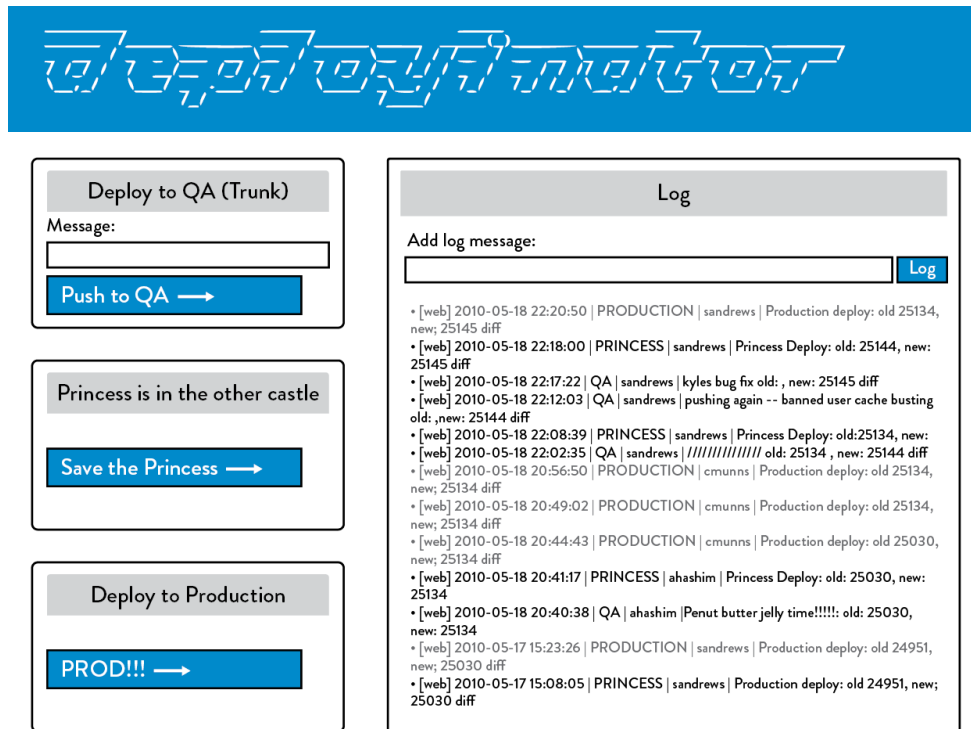 deployinator
Deploy to QA (Trunk)
Message:
Push to QA →
Princess is in the other castle
Save the Princess →
Deploy to Production
PROD!!! →
Log
Add log message:
Log
• [web] 2010-05-18 22:20:50 | PRODUCTION | sandrews | Production deploy: old 25134,
new; 25145 diff
• [web] 2010-05-18 22:18:00 | PRINCESS | sandrews | Princess Deploy: old: 25144, new:
25145 diff
• [web] 2010-05-18 22:17:22 | QA | sandrews | kyles bug fix old: , new: 25145 diff
• [web] 2010-05-18 22:12:03 | QA | sandrews | pushing again -- banned user cache busting
old: ,new: 25144 diff
• [web] 2010-05-18 22:08:39 | PRINCESS | sandrews | Princess Deploy: old:25134, new:
• [web] 2010-05-18 22:02:35 | QA | sandrews | /////////////// old: 25134 , new: 25144 diff
• [web] 2010-05-18 20:56:50 | PRODUCTION | cmunns | Production deploy: old 25134,
new; 25134 diff
• [web] 2010-05-18 20:49:02 | PRODUCTION | cmunns | Production deploy: old 25134,
new; 25134 diff
• [web] 2010-05-18 20:44:43 | PRODUCTION | cmunns | Production deploy: old 25030,
new; 25134 diff
• [web] 2010-05-18 20:41:17 | PRINCESS | ahashim | Princess Deploy: old: 25030, new:
25134
• [web] 2010-05-18 20:40:38 | QA | ahashim |Penut butter jelly time!!!!!: old: 25030,
new: 25134
• [web] 2010-05-17 15:23:26 | PRODUCTION | sandrews | Production deploy: old 24951,
new; 25030 diff
• [web] 2010-05-17 15:08:05 | PRINCESS | sandrews | Production deploy: old 24951, new;
25030 diff